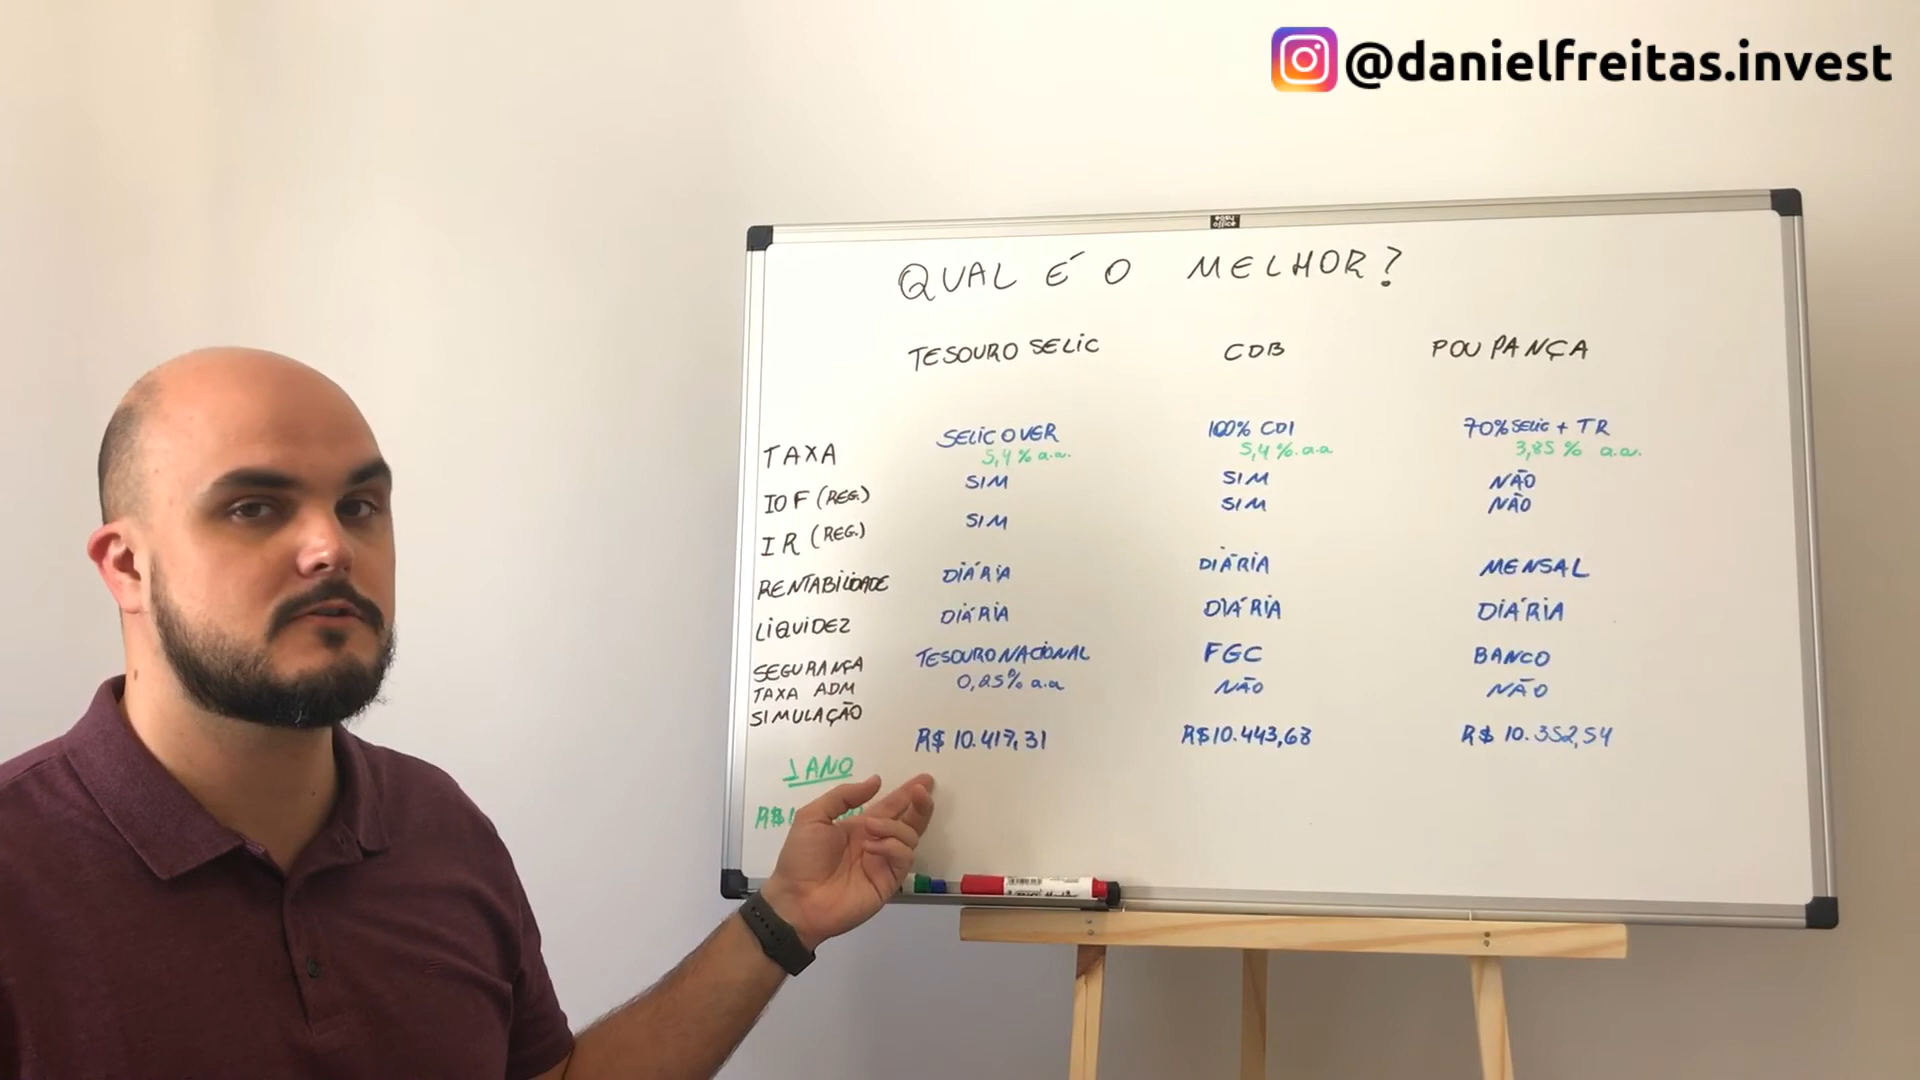 @danielfreitas.invest
easy office
QUAL É O MELHOR?
TESOURO SELIC CDB POUPANÇA
TAXA SELIC OVER 100% CDI 70% SELIC + TR
5,4% a.a. 5,4%.a.a 3,85% a.a.
IOF (REG.) SIM SIM NÃO
IR (REG.) SIM SIM NÃO
RENTABILIDADE DIÁRIA DIÁRIA MENSAL
LIQUIDEZ DIÁRIA DIÁRIA DIÁRIA
SEGURANÇA TESOURO NACIONAL FGC BANCO
TAXA ADM 0,25% a.a NÃO NÃO
SIMULAÇÃO R$ 10.417,31 R$10.443,68 R$ 10.352,54
1 ANO
R$